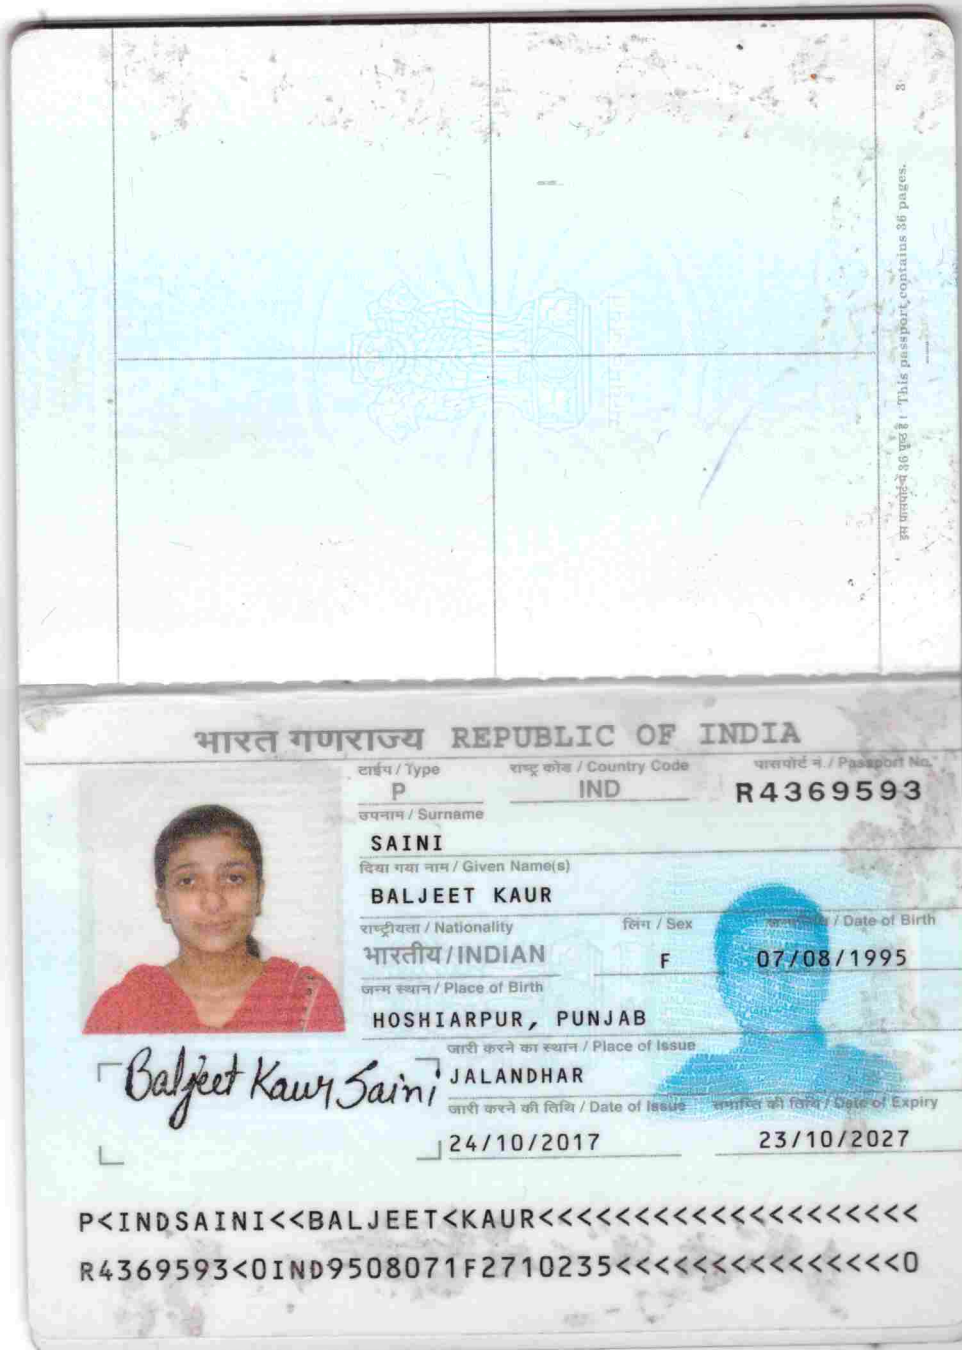 3
इस पासपोर्ट में 36 पृष्ठ हैं। This passport contains 36 pages.
भारत गणराज्य REPUBLIC OF INDIA
टाईप / Type राष्ट्र कोड / Country Code पासपोर्ट नं. / Passport No.
P IND R4369593
उपनाम / Surname
SAINI
दिया गया नाम / Given Name(s)
BALJEET KAUR
राष्ट्रीयता / Nationality लिंग / Sex जन्मतिथि / Date of Birth
भारतीय / INDIAN F 07/08/1995
जन्म स्थान / Place of Birth
HOSHIARPUR, PUNJAB
जारी करने का स्थान / Place of Issue
Baljeet Kaur Saini JALANDHAR
जारी करने की तिथि / Date of Issue समाप्ति की तिथि / Date of Expiry
24/10/2017 23/10/2027
P<INDSAINI<<BALJEET<KAUR<<<<<<<<<<<<<<<<<<<<
R4369593<0IND9508071F2710235<<<<<<<<<<<<<<<0